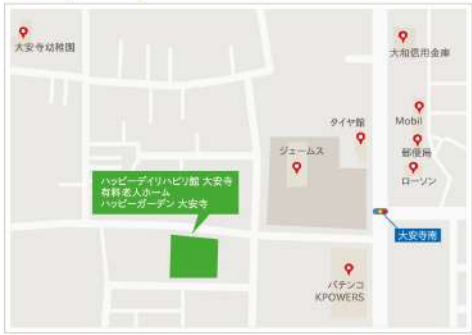 大安寺幼稚園
大和信用金庫
タイヤ館
Mobil
ジェームス
郵便局
ローソン
ハッピーデイリハビリ館 大安寺
有料老人ホーム
ハッピーガーデン 大安寺
大安寺南
パチンコ
KPOWERS